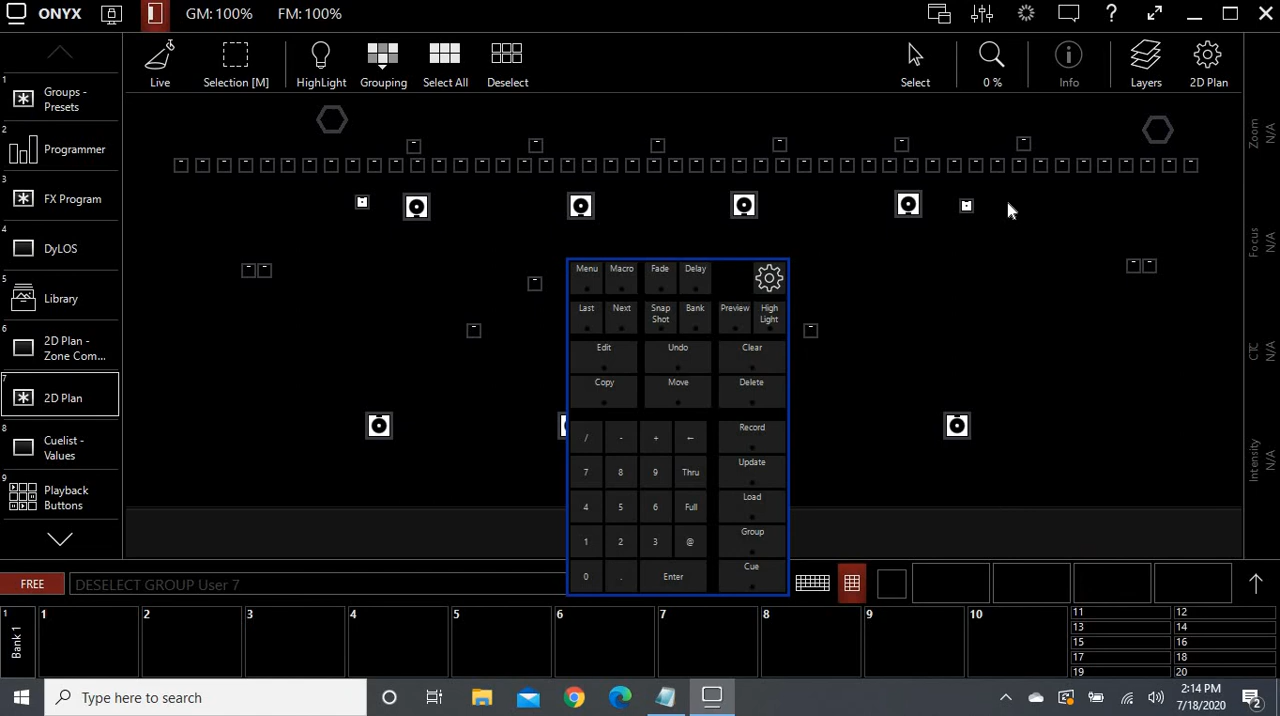 ONYX
GM: 100%
FM: 100%
?
Live
Selection [M]
HighLight
Grouping
Select All
Deselect
Select
0 %
Info
Layers
2D Plan
1
Groups -
Presets
2
Programmer
3
FX Program
4
DyLOS
5
Library
6
2D Plan -
Zone Com...
7
2D Plan
8
Cuelist -
Values
9
Playback
Buttons
Zoom
N/A
Focus
N/A
CTC
N/A
Intensity
N/A
Menu
Macro
Fade
Delay
Last
Next
Snap
Shot
Bank
Preview
High
Light
Edit
Undo
Clear
Copy
Move
Delete
/
-
+
←
Record
7
8
9
Thru
Update
4
5
6
Full
Load
1
2
3
@
Group
0
.
Enter
Cue
FREE
DESELECT GROUP User 7
1
Bank 1
1
2
3
4
5
6
7
8
9
10
11
12
13
14
15
16
17
18
19
20
Type here to search
2:14 PM
7/18/2020
2